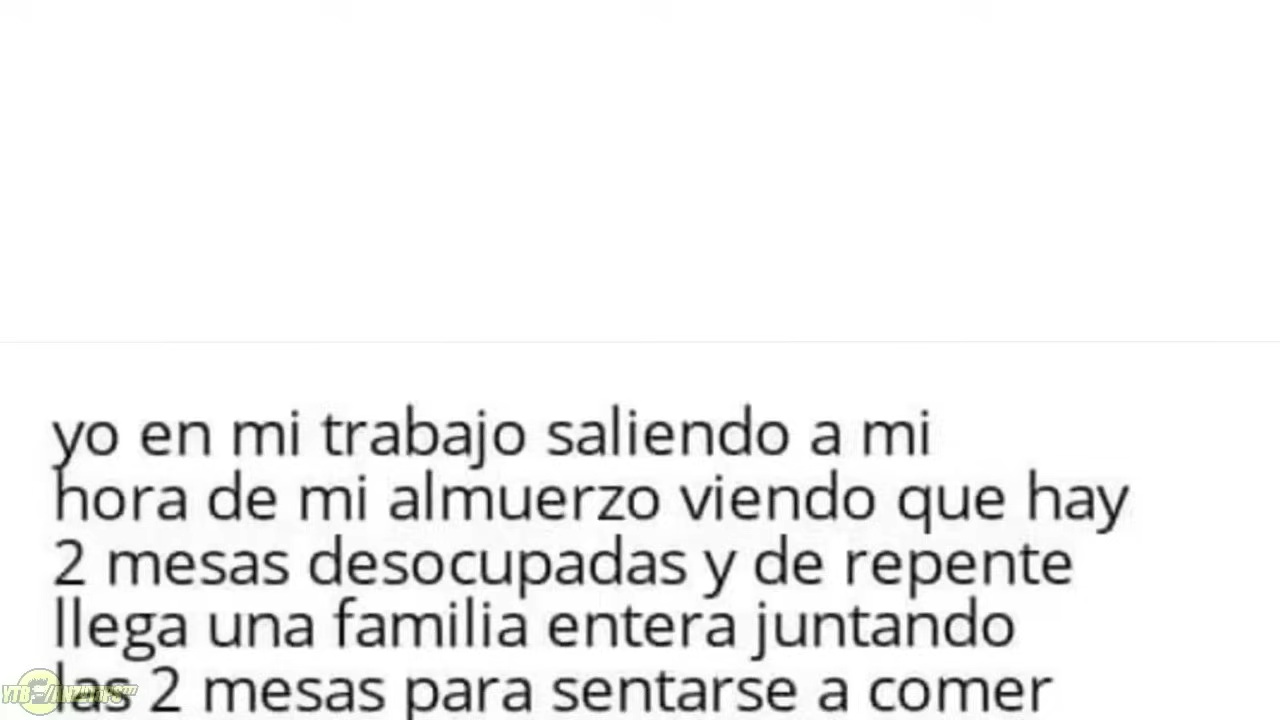 yo en mi trabajo saliendo a mi
hora de mi almuerzo viendo que hay
2 mesas desocupadas y de repente
llega una familia entera juntando
las 2 mesas para sentarse a comer